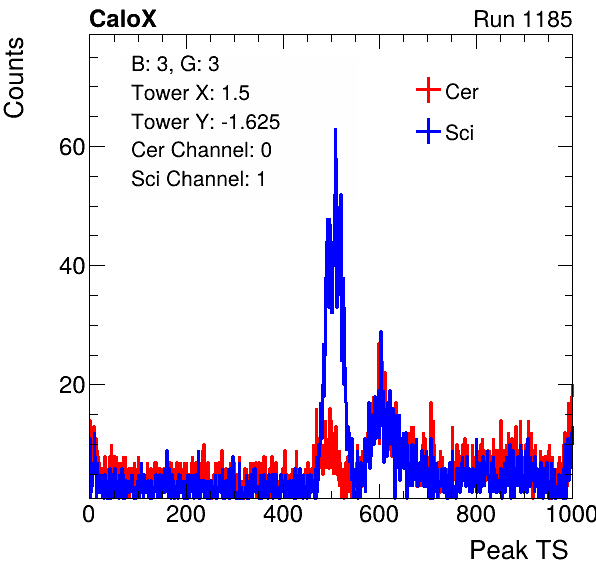 CaloX Run 1185
Counts
B: 3, G: 3
Tower X: 1.5
Tower Y: -1.625
Cer Channel: 0
Sci Channel: 1
Cer
Sci
60
40
20
0 200 400 600 800 1000
Peak TS